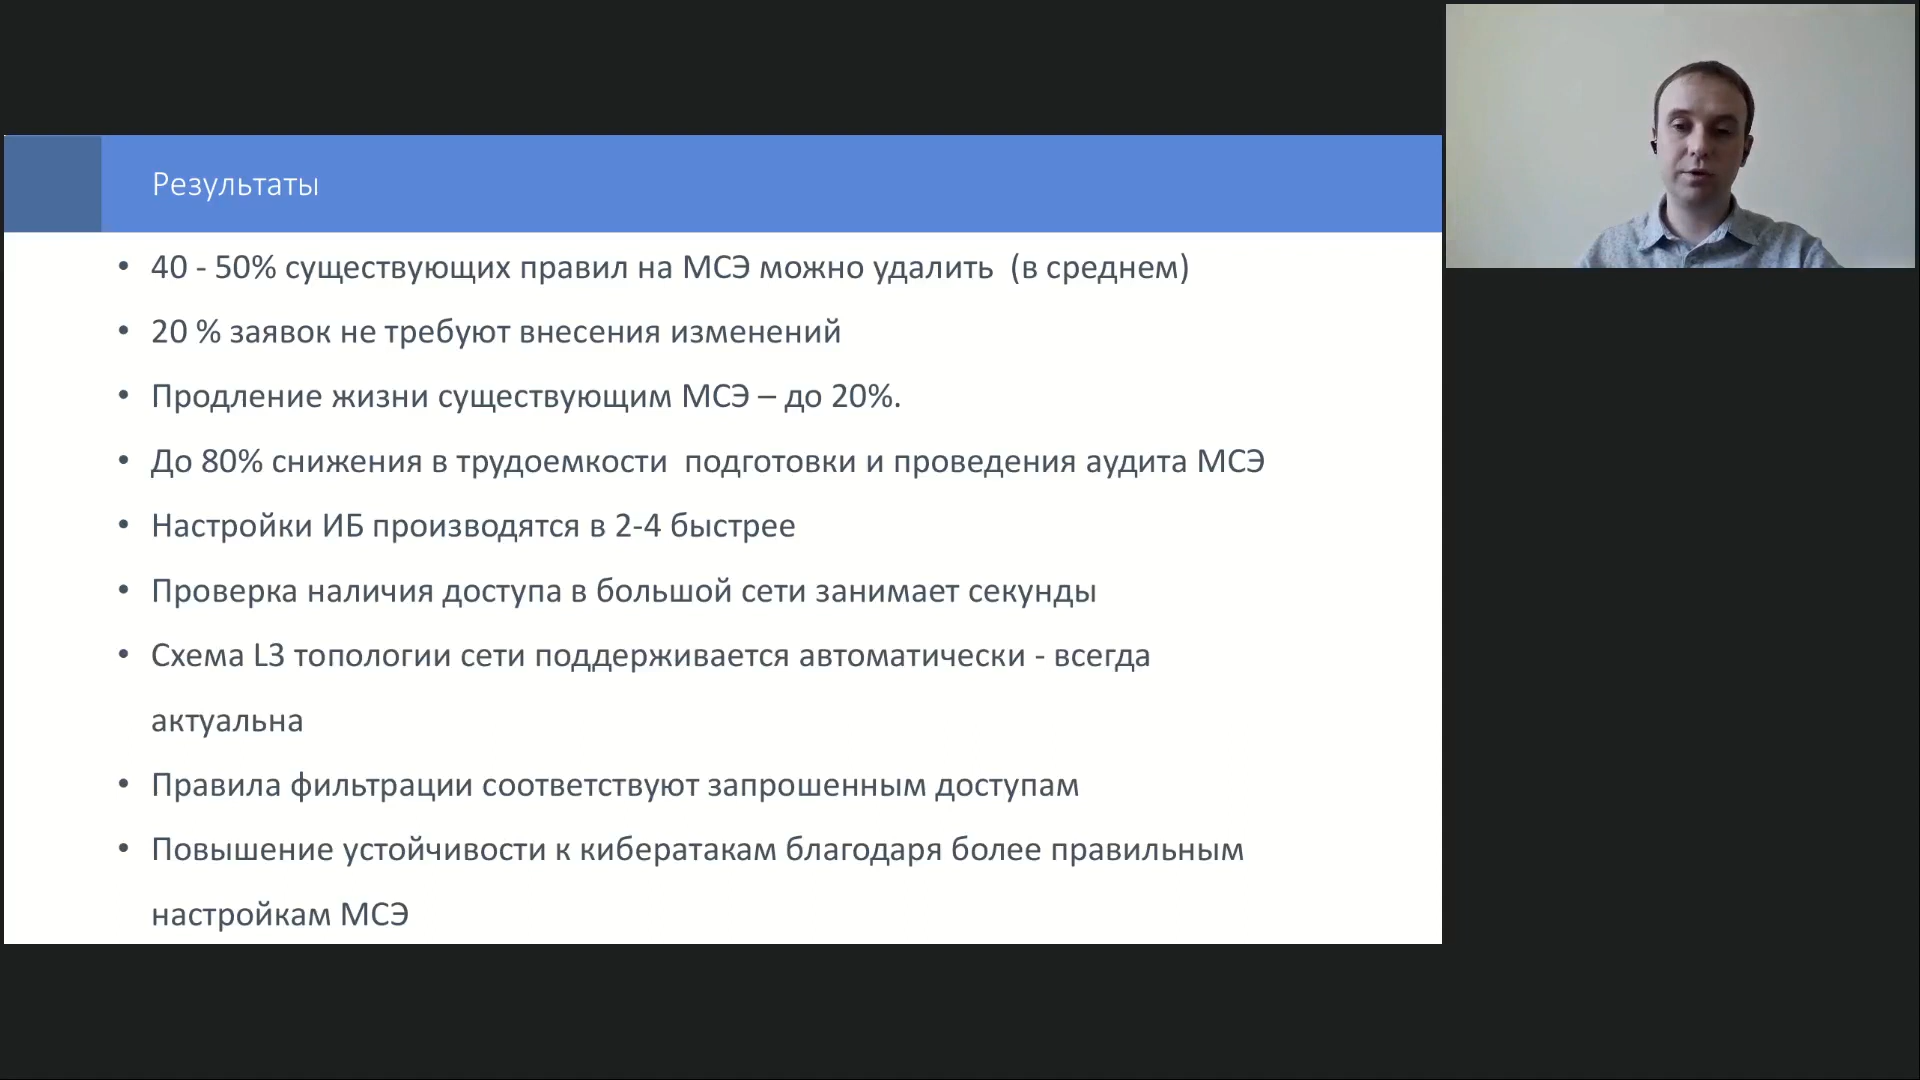 Результаты
• 40 - 50% существующих правил на МСЭ можно удалить (в среднем)
• 20 % заявок не требуют внесения изменений
• Продление жизни существующим МСЭ – до 20%.
• До 80% снижения в трудоемкости подготовки и проведения аудита МСЭ
• Настройки ИБ производятся в 2-4 быстрее
• Проверка наличия доступа в большой сети занимает секунды
• Схема L3 топологии сети поддерживается автоматически - всегда
актуальна
• Правила фильтрации соответствуют запрошенным доступам
• Повышение устойчивости к кибератакам благодаря более правильным
настройкам МСЭ